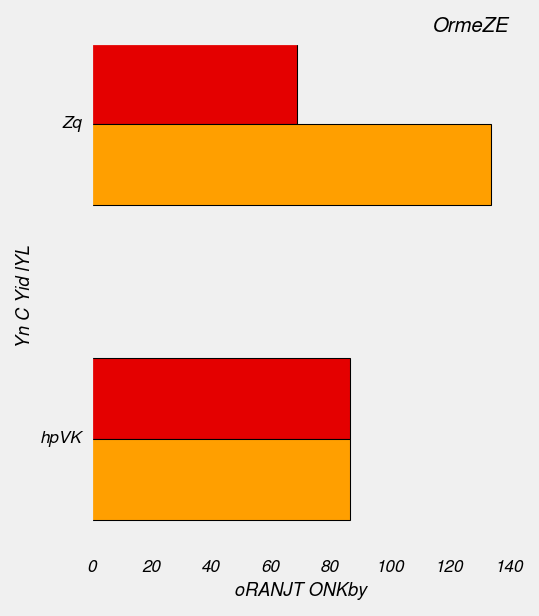 OrmeZE
Zq
Yn C Yid lYL
hpVK
0 20 40 60 80 100 120 140
oRANJT ONKby